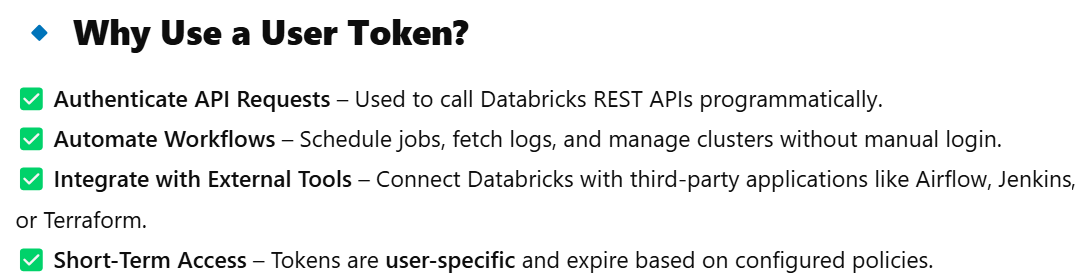 🔹 Why Use a User Token?
✅ Authenticate API Requests – Used to call Databricks REST APIs programmatically.
✅ Automate Workflows – Schedule jobs, fetch logs, and manage clusters without manual login.
✅ Integrate with External Tools – Connect Databricks with third-party applications like Airflow, Jenkins,
or Terraform.
✅ Short-Term Access – Tokens are user-specific and expire based on configured policies.